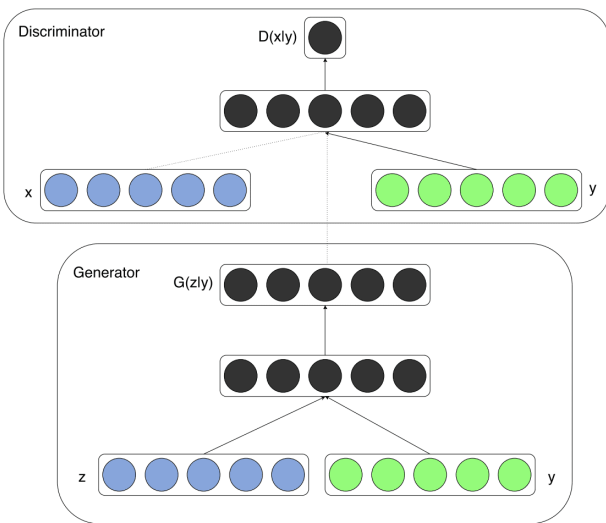 Discriminator
D(x|y)
x
y
Generator
G(z|y)
z
y